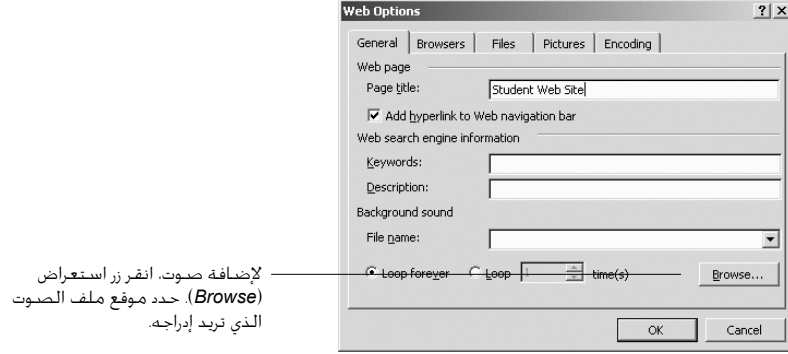 Web Options
General Browsers Files Pictures Encoding
Web page
Page title: Student Web Site
Add hyperlink to Web navigation bar
Web search engine information
Keywords:
Description:
Background sound
File name:
Loop forever Loop 1 time(s) Browse...
OK Cancel
لإضافة صوت، انقر زر استعراض
(Browse). حدد موقع ملف الصوت
الذي تريد إدراجه.